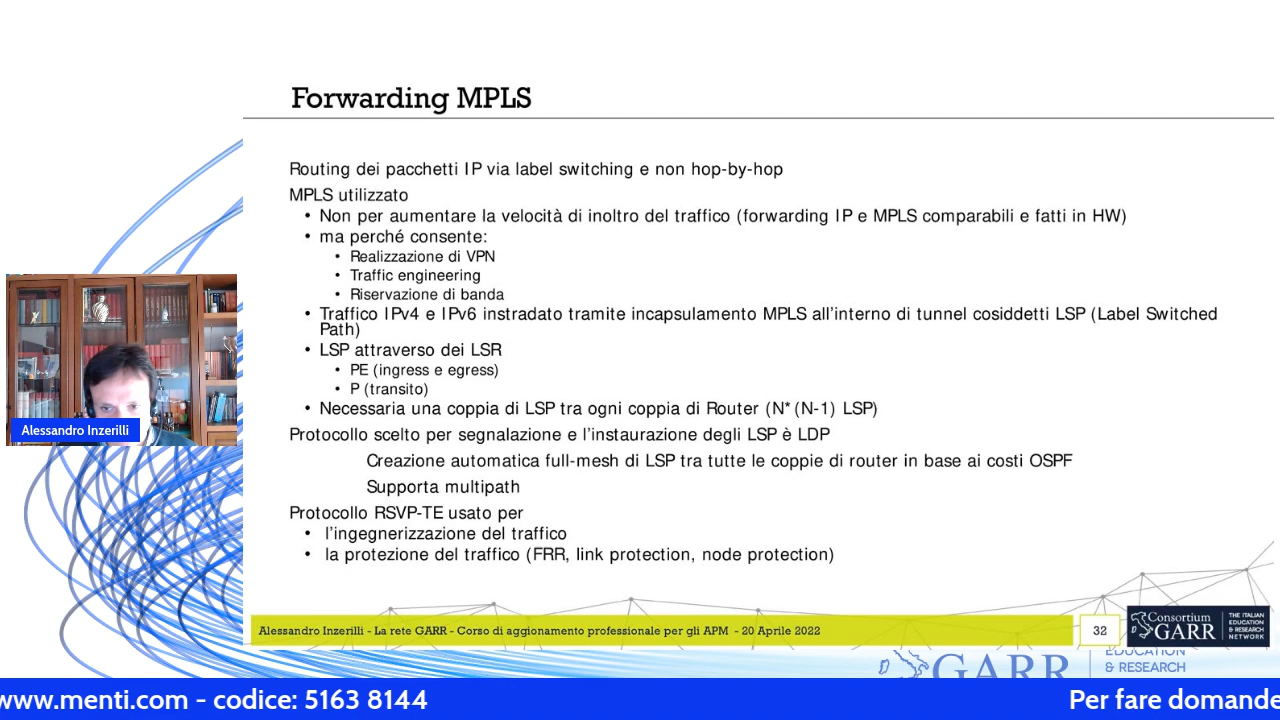 Forwarding MPLS
Routing dei pacchetti IP via label switching e non hop-by-hop
MPLS utilizzato
• Non per aumentare la velocità di inoltro del traffico (forwarding IP e MPLS comparabili e fatti in HW)
• ma perché consente:
• Realizzazione di VPN
• Traffic engineering
• Riservazione di banda
• Traffico IPv4 e IPv6 instradato tramite incapsulamento MPLS all'interno di tunnel cosiddetti LSP (Label Switched
Path)
• LSP attraverso dei LSR
• PE (ingress e egress)
• P (transito)
• Necessaria una coppia di LSP tra ogni coppia di Router (N*(N-1) LSP)
Protocollo scelto per segnalazione e l'instaurazione degli LSP è LDP
Creazione automatica full-mesh di LSP tra tutte le coppie di router in base ai costi OSPF
Supporta multipath
Protocollo RSVP-TE usato per
• l'ingegnerizzazione del traffico
• la protezione del traffico (FRR, link protection, node protection)
Alessandro Inzerilli
Alessandro Inzerilli - La rete GARR - Corso di aggionamento professionale per gli APM - 20 Aprile 2022
32
Consortium
GARR
THE ITALIAN
EDUCATION
& RESEARCH
NETWORK
GARR
EDUCATION
& RESEARCH
www.menti.com - codice: 5163 8144
Per fare domande